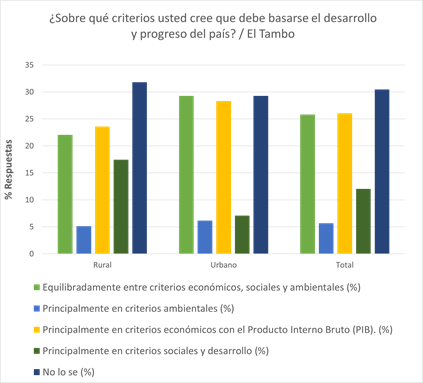 ¿Sobre qué criterios usted cree que debe basarse el desarrollo
y progreso del país? / El Tambo
% Respuestas
35
30
25
20
15
10
5
0
Rural
Urbano
Total
Equilibradamente entre criterios económicos, sociales y ambientales (%)
Principalmente en criterios ambientales (%)
Principalmente en criterios económicos con el Producto Interno Bruto (PIB). (%)
Principalmente en criterios sociales y desarrollo (%)
No lo se (%)